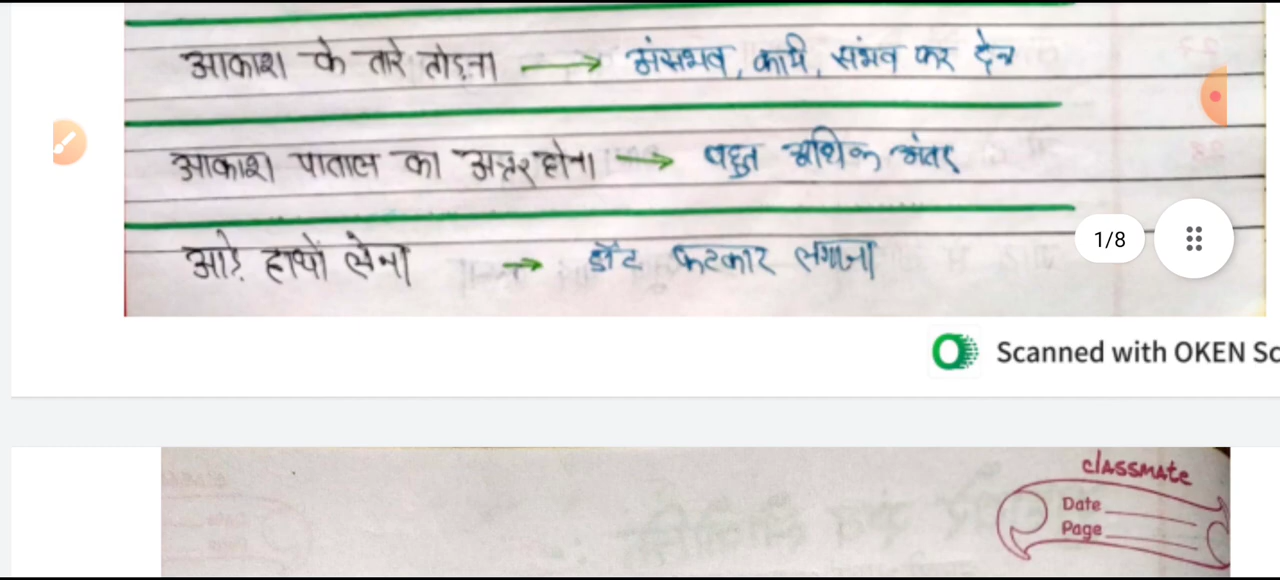 आकाश के तारे तोड़ना → असंभव, कार्य, संभव कर देन
आकाश पाताल का अन्तर होना → बहुत अधिक अंतर
आड़े हाथों लेना → डाँट फटकार लगाना
1/8
Scanned with OKEN Sc
classmate
Date
Page